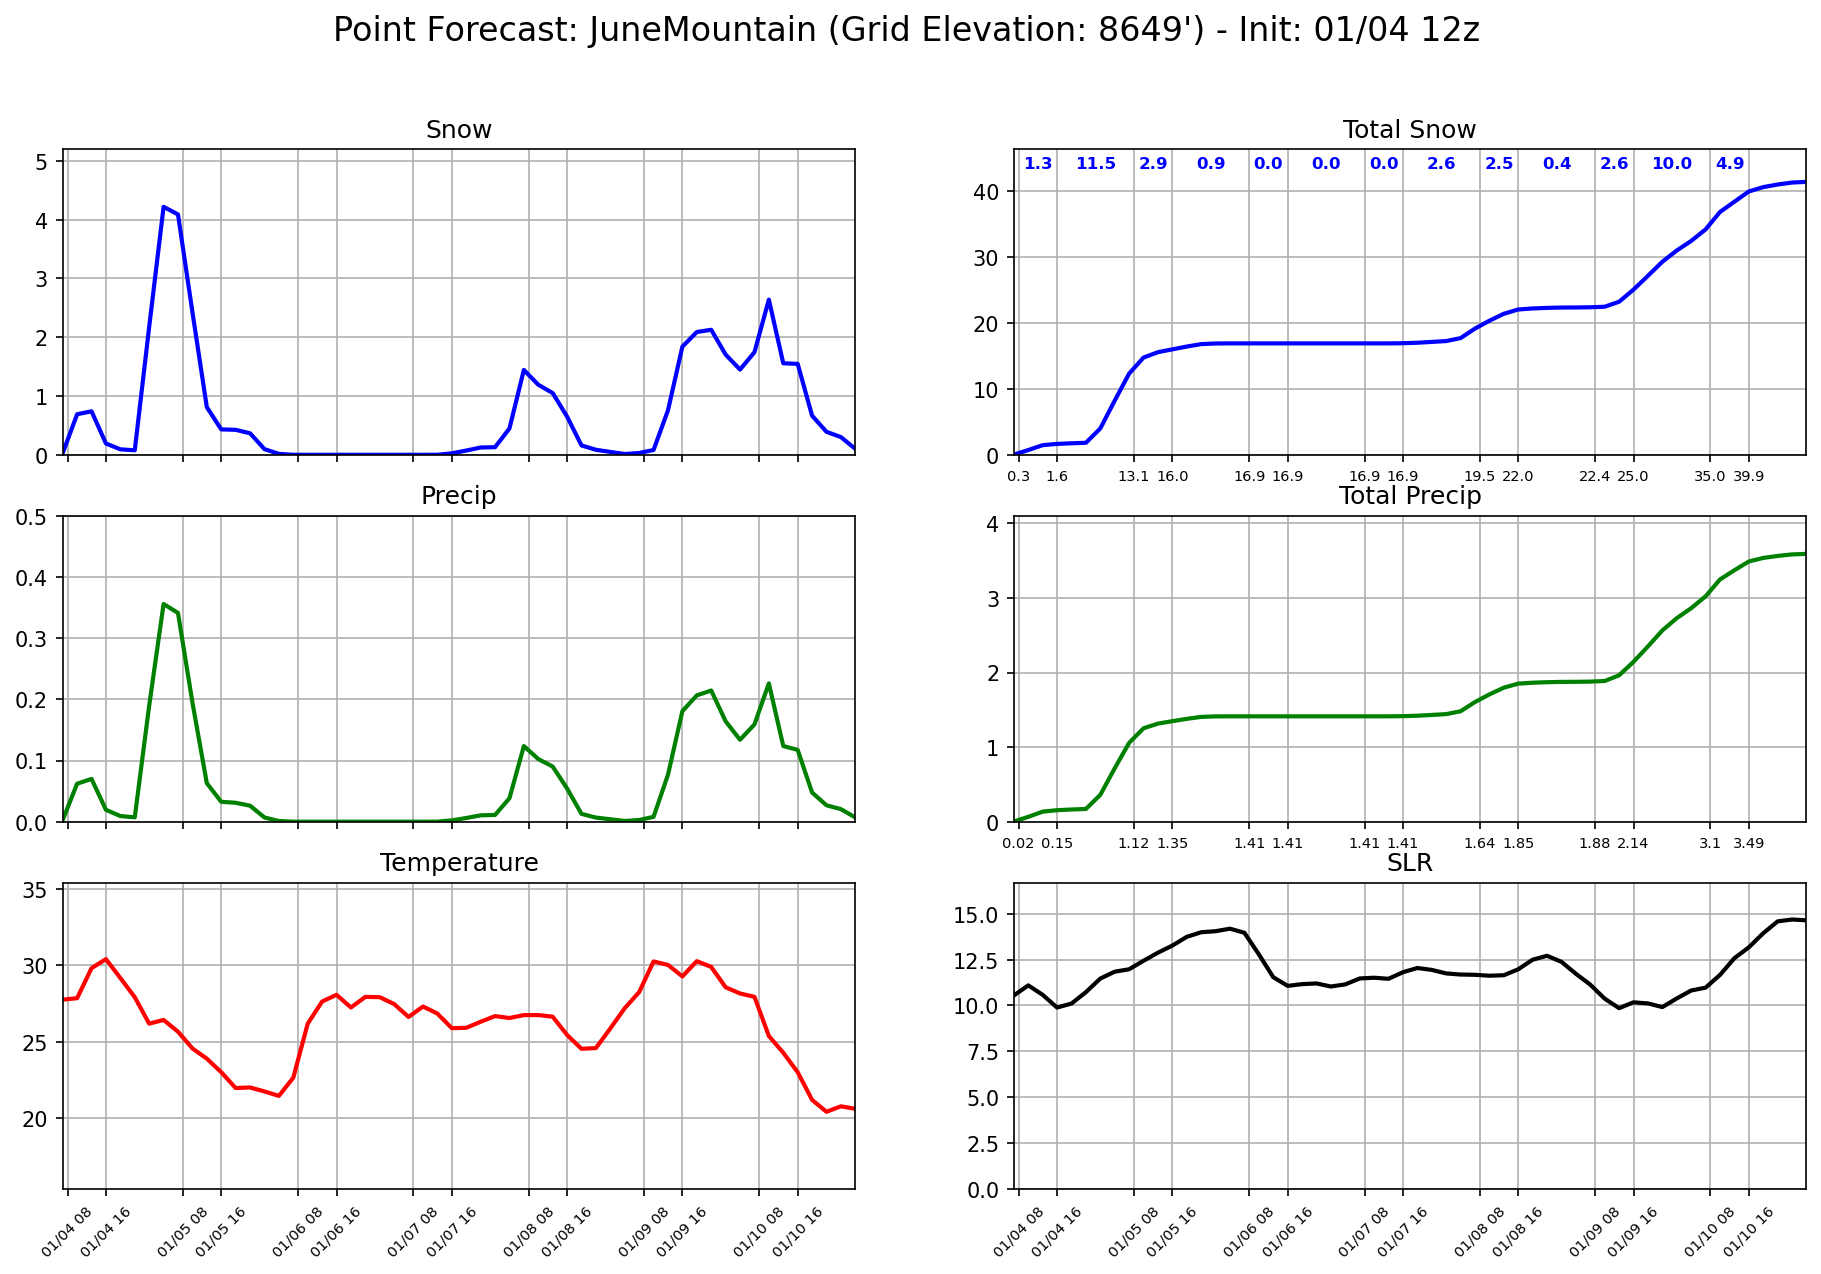 Point Forecast: JuneMountain (Grid Elevation: 8649') - Init: 01/04 12z
Snow
5
4
3
2
1
0
Total Snow
1.3 11.5 2.9 0.9 0.0 0.0 0.0 2.6 2.5 0.4 2.6 10.0 4.9
40
30
20
10
0
0.3 1.6 13.1 16.0 16.9 16.9 16.9 16.9 19.5 22.0 22.4 25.0 35.0 39.9
Precip
0.5
0.4
0.3
0.2
0.1
0.0
Total Precip
4
3
2
1
0
0.02 0.15 1.12 1.35 1.41 1.41 1.41 1.41 1.64 1.85 1.88 2.14 3.1 3.49
Temperature
35
30
25
20
01/04 08 01/04 16 01/05 08 01/05 16 01/06 08 01/06 16 01/07 08 01/07 16 01/08 08 01/08 16 01/09 08 01/09 16 01/10 08 01/10 16
SLR
15.0
12.5
10.0
7.5
5.0
2.5
0.0
01/04 08 01/04 16 01/05 08 01/05 16 01/06 08 01/06 16 01/07 08 01/07 16 01/08 08 01/08 16 01/09 08 01/09 16 01/10 08 01/10 16